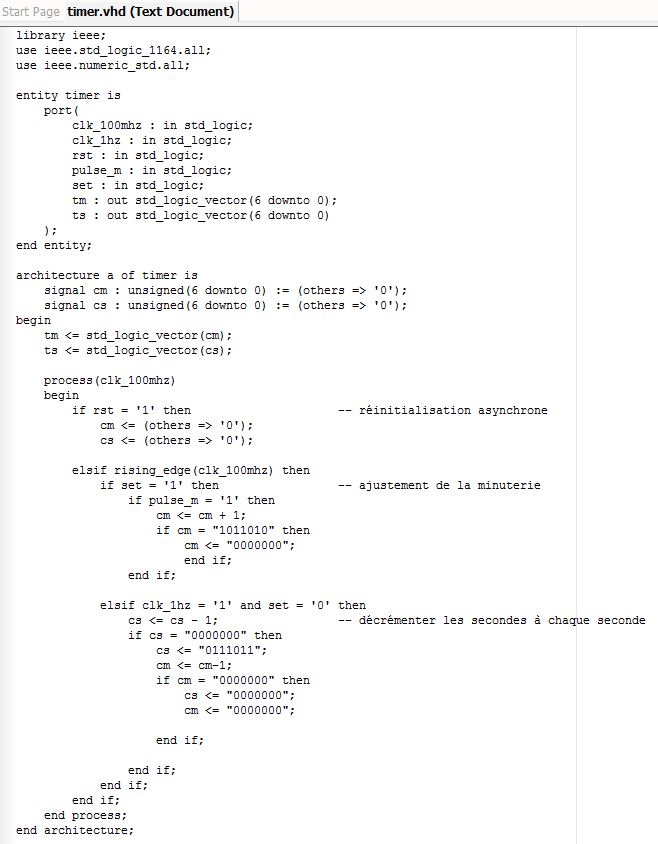 Start Page timer.vhd (Text Document)
library ieee;
use ieee.std_logic_1164.all;
use ieee.numeric_std.all;

entity timer is
    port(
        clk_100mhz : in std_logic;
        clk_1hz : in std_logic;
        rst : in std_logic;
        pulse_m : in std_logic;
        set : in std_logic;
        tm : out std_logic_vector(6 downto 0);
        ts : out std_logic_vector(6 downto 0)
    );
end entity;

architecture a of timer is
    signal cm : unsigned(6 downto 0) := (others => '0');
    signal cs : unsigned(6 downto 0) := (others => '0');
begin
    tm <= std_logic_vector(cm);
    ts <= std_logic_vector(cs);

    process(clk_100mhz)
    begin
        if rst = '1' then                     -- réinitialisation asynchrone
            cm <= (others => '0');
            cs <= (others => '0');

        elsif rising_edge(clk_100mhz) then
            if set = '1' then                 -- ajustement de la minuterie
                if pulse_m = '1' then
                    cm <= cm + 1;
                    if cm = "1011010" then
                        cm <= "0000000";
                        end if;
                end if;

            elsif clk_1hz = '1' and set = '0' then
                cs <= cs - 1;                 -- décrémenter les secondes à chaque seconde
                if cs = "0000000" then
                    cs <= "0111011";
                    cm <= cm-1;
                    if cm = "0000000" then
                        cs <= "0000000";
                        cm <= "0000000";

                    end if;

                end if;
            end if;
        end if;
    end process;
end architecture;